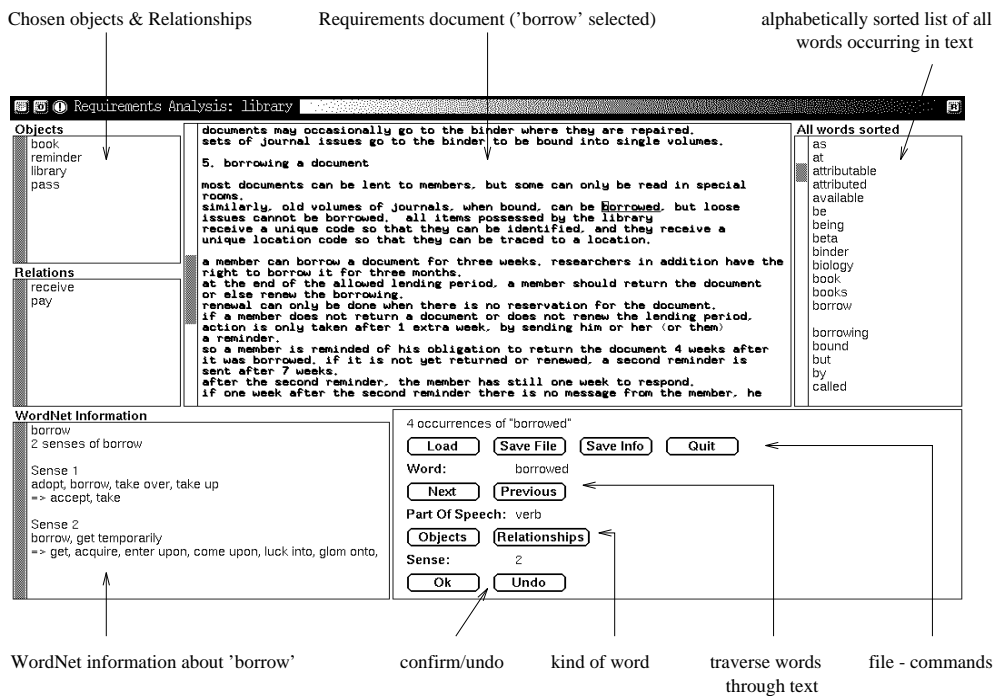 Chosen objects & Relationships
Requirements document ('borrow' selected)
alphabetically sorted list of all
words occurring in text
Requirements Analysis: library
Objects
book
reminder
library
pass
Relations
receive
pay
documents may occasionally go to the binder where they are repaired.
sets of journal issues go to the binder to be bound into single volumes.
5. borrowing a document
most documents can be lent to members, but some can only be read in special
rooms.
similarly, old volumes of journals, when bound, can be borrowed, but loose
issues cannot be borrowed. all items possessed by the library
receive a unique code so that they can be identified, and they receive a
unique location code so that they can be traced to a location.
a member can borrow a document for three weeks. researchers in addition have the
right to borrow it for three months.
at the end of the allowed lending period, a member should return the document
or else renew the borrowing.
renewal can only be done when there is no reservation for the document.
if a member does not return a document or does not renew the lending period,
action is only taken after 1 extra week, by sending him or her (or them)
a reminder.
so a member is reminded of his obligation to return the document 4 weeks after
it was borrowed. if it is not yet returned or renewed, a second reminder is
sent after 7 weeks.
after the second reminder, the member has still one week to respond.
if one week after the second reminder there is no message from the member, he
All words sorted
as
at
attributable
attributed
available
be
being
beta
binder
biology
book
books
borrow
borrowing
bound
but
by
called
WordNet Information
borrow
2 senses of borrow
Sense 1
adopt, borrow, take over, take up
=> accept, take
Sense 2
borrow, get temporarily
=> get, acquire, enter upon, come upon, luck into, glom onto,
4 occurrences of "borrowed"
Load Save File Save Info Quit
Word: borrowed
Next Previous
Part Of Speech: verb
Objects Relationships
Sense: 2
Ok Undo
WordNet information about 'borrow'
confirm/undo
kind of word
traverse words
through text
file - commands